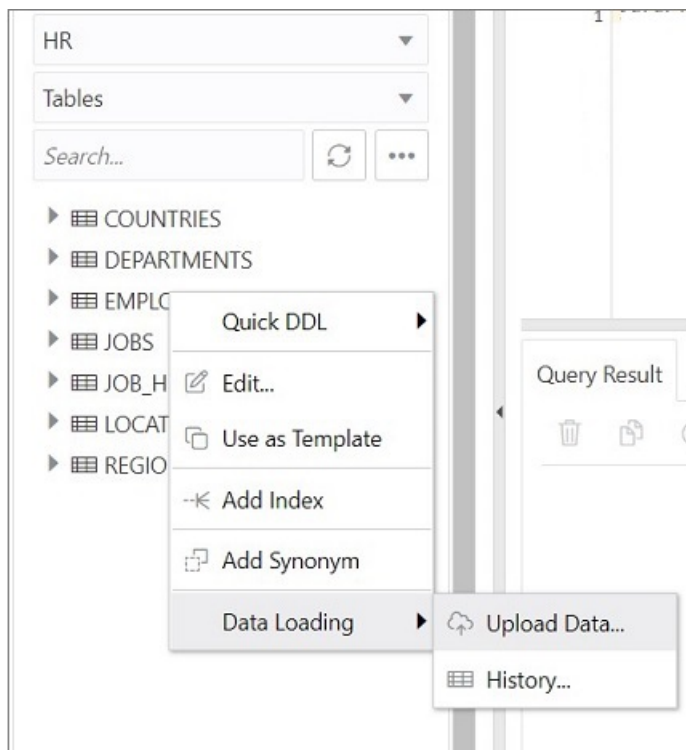 HR
Tables
Search...
COUNTRIES
DEPARTMENTS
EMPLO
JOBS
JOB_H
LOCAT
REGIO
Quick DDL
Edit...
Use as Template
Add Index
Add Synonym
Data Loading
Upload Data...
History...
1
Query Result